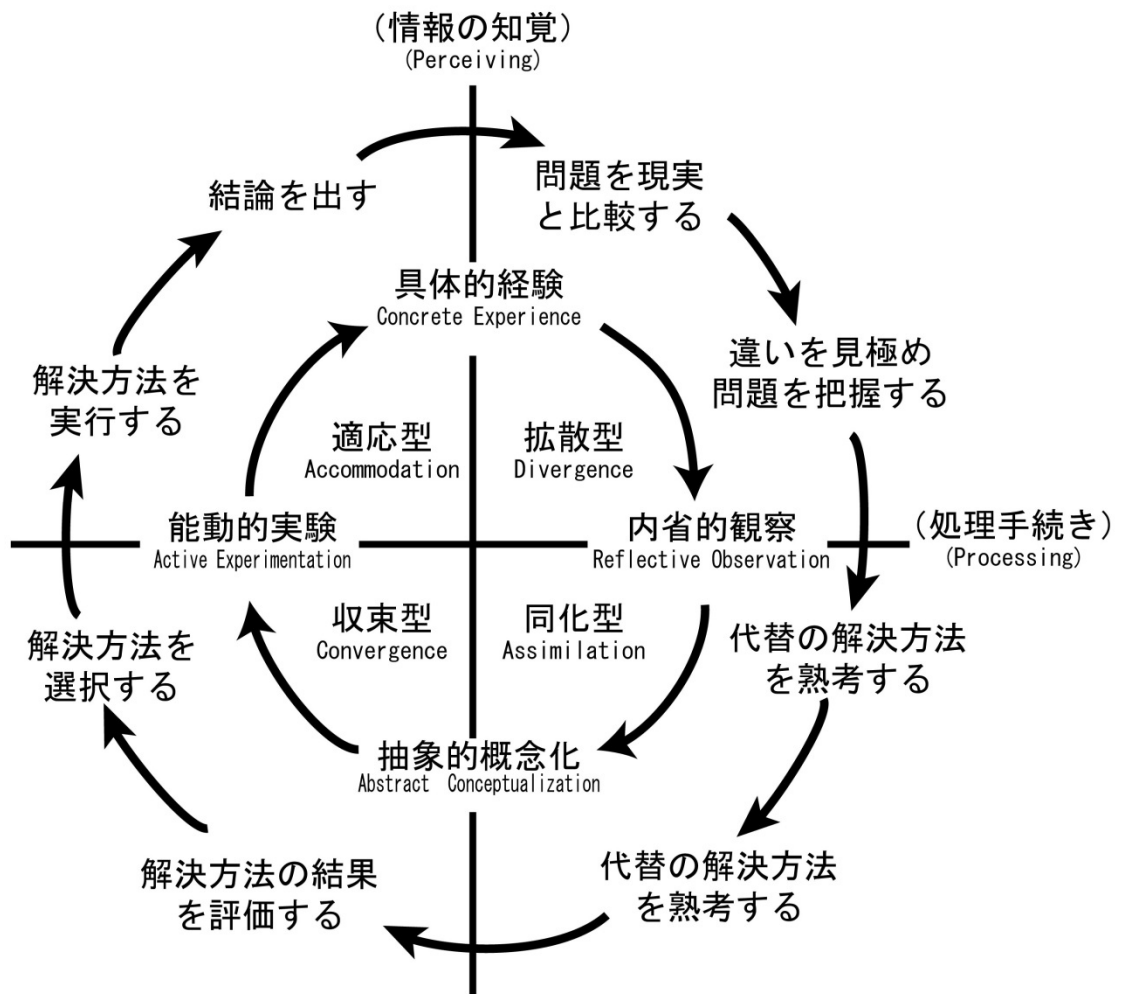 (情報の知覚)
(Perceiving)
結論を出す
問題を現実
と比較する
具体的経験
Concrete Experience
違いを見極め
問題を把握する
解決方法を
実行する
適応型
Accommodation
拡散型
Divergence
能動的実験
Active Experimentation
内省的観察
Reflective Observation
(処理手続き)
(Processing)
収束型
Convergence
同化型
Assimilation
解決方法を
選択する
代替の解決方法
を熟考する
抽象的概念化
Abstract Conceptualization
解決方法の結果
を評価する
代替の解決方法
を熟考する